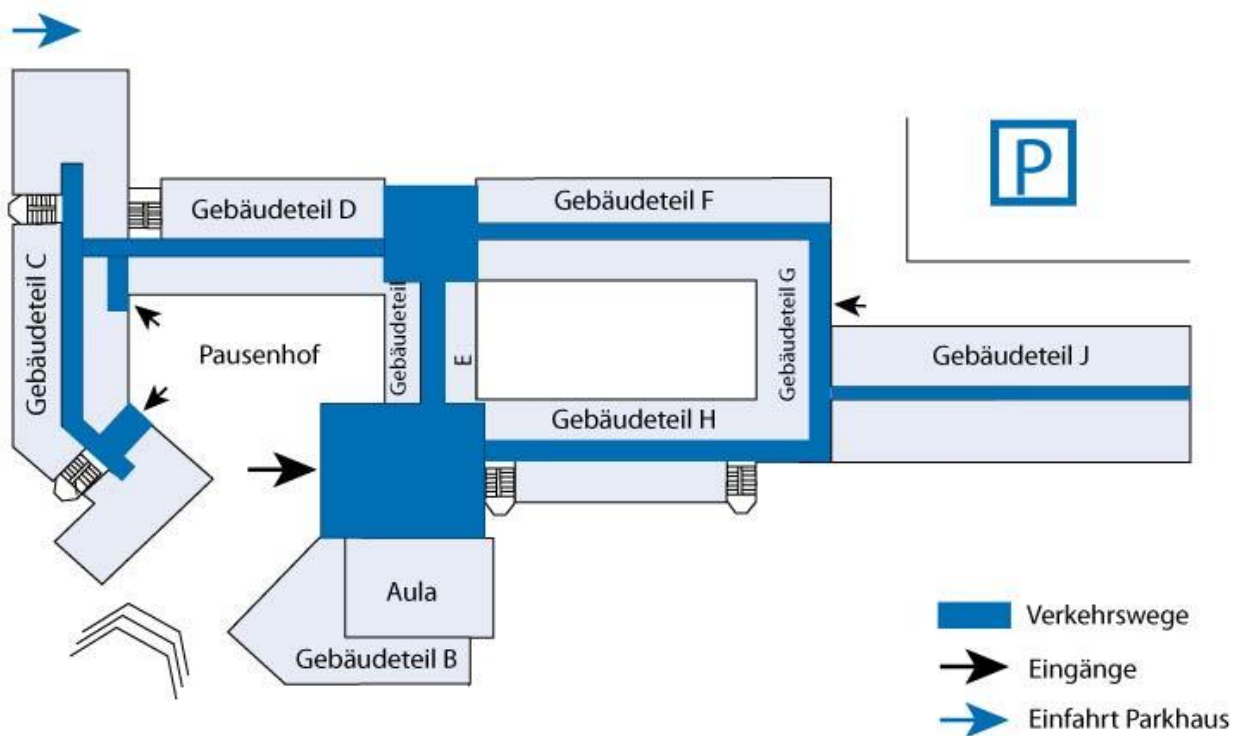 P
Gebäudeteil D
Gebäudeteil F
Gebäudeteil C
Gebäudeteil
E
Gebäudeteil G
Pausenhof
Gebäudeteil J
Gebäudeteil H
Aula
Gebäudeteil B
Verkehrswege
Eingänge
Einfahrt Parkhaus